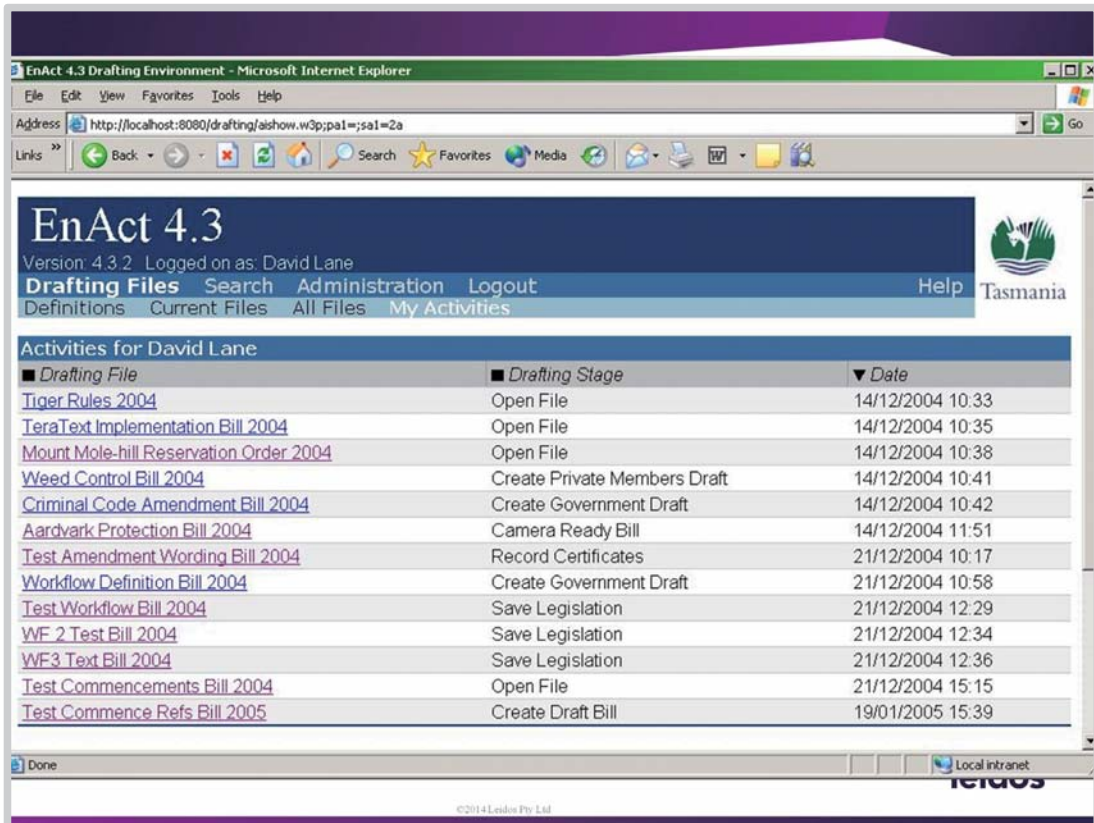 EnAct 4.3 Drafting Environment - Microsoft Internet Explorer
File Edit View Favorites Tools Help
Address http://localhost:8080/drafting/aishow.w3p;pa1=;sa1=2a Go
Links » Back Search Favorites Media
EnAct 4.3
Version: 4.3.2 Logged on as: David Lane
Drafting Files Search Administration Logout Help
Definitions Current Files All Files My Activities
Tasmania
Activities for David Lane
Drafting File Drafting Stage ▼ Date
Tiger Rules 2004 Open File 14/12/2004 10:33
TeraText Implementation Bill 2004 Open File 14/12/2004 10:35
Mount Mole-hill Reservation Order 2004 Open File 14/12/2004 10:38
Weed Control Bill 2004 Create Private Members Draft 14/12/2004 10:41
Criminal Code Amendment Bill 2004 Create Government Draft 14/12/2004 10:42
Aardvark Protection Bill 2004 Camera Ready Bill 14/12/2004 11:51
Test Amendment Wording Bill 2004 Record Certificates 21/12/2004 10:17
Workflow Definition Bill 2004 Create Government Draft 21/12/2004 10:58
Test Workflow Bill 2004 Save Legislation 21/12/2004 12:29
WF 2 Test Bill 2004 Save Legislation 21/12/2004 12:34
WF3 Text Bill 2004 Save Legislation 21/12/2004 12:36
Test Commencements Bill 2004 Open File 21/12/2004 15:15
Test Commence Refs Bill 2005 Create Draft Bill 19/01/2005 15:39
Done Local intranet
leidos
©2014 Leidos Pty Ltd